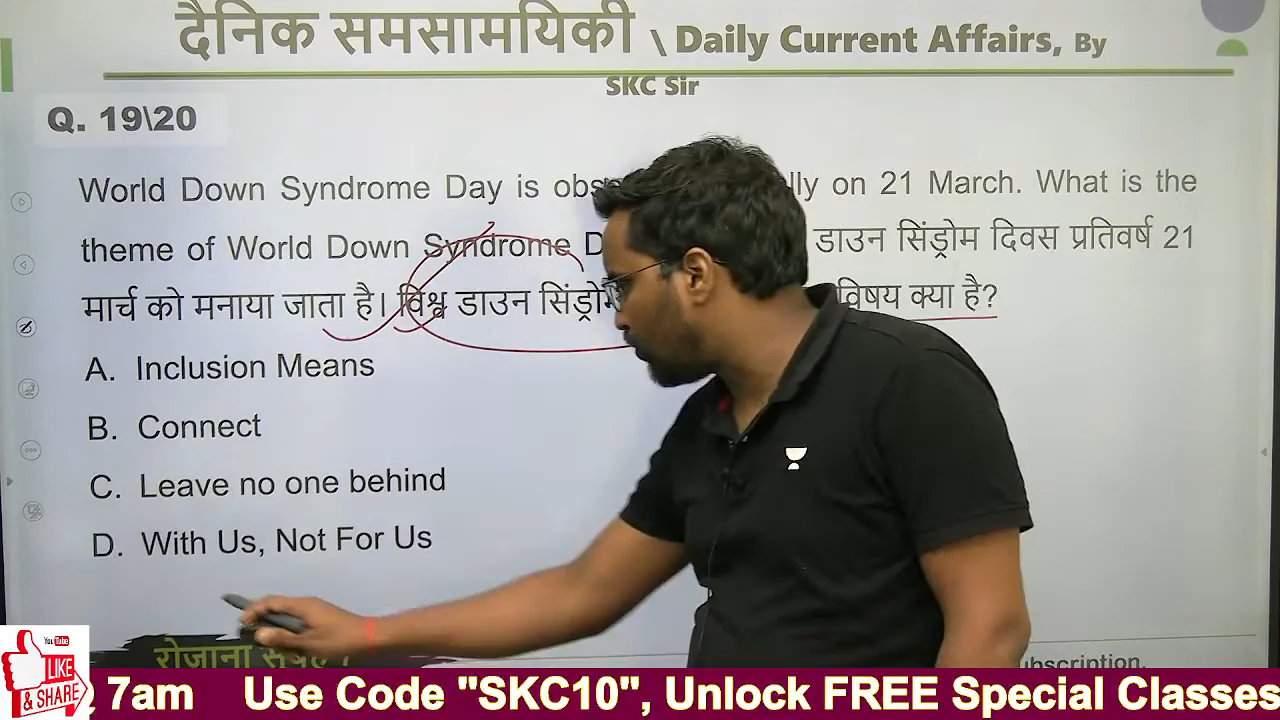 दैनिक समसामयिकी \ Daily Current Affairs, By
SKC Sir
Q. 19\20
World Down Syndrome Day is on 21 March. What is the
theme of World Down Syndrome डाउन सिंड्रोम दिवस प्रतिवर्ष 21
मार्च को मनाया जाता है। विश्व डाउन विषय क्या है?
A. Inclusion Means
B. Connect
C. Leave no one behind
D. With Us, Not For Us
रोजाना
YouTube
LIKE
& SHARE
7am Use Code "SKC10", Unlock FREE Special Classes